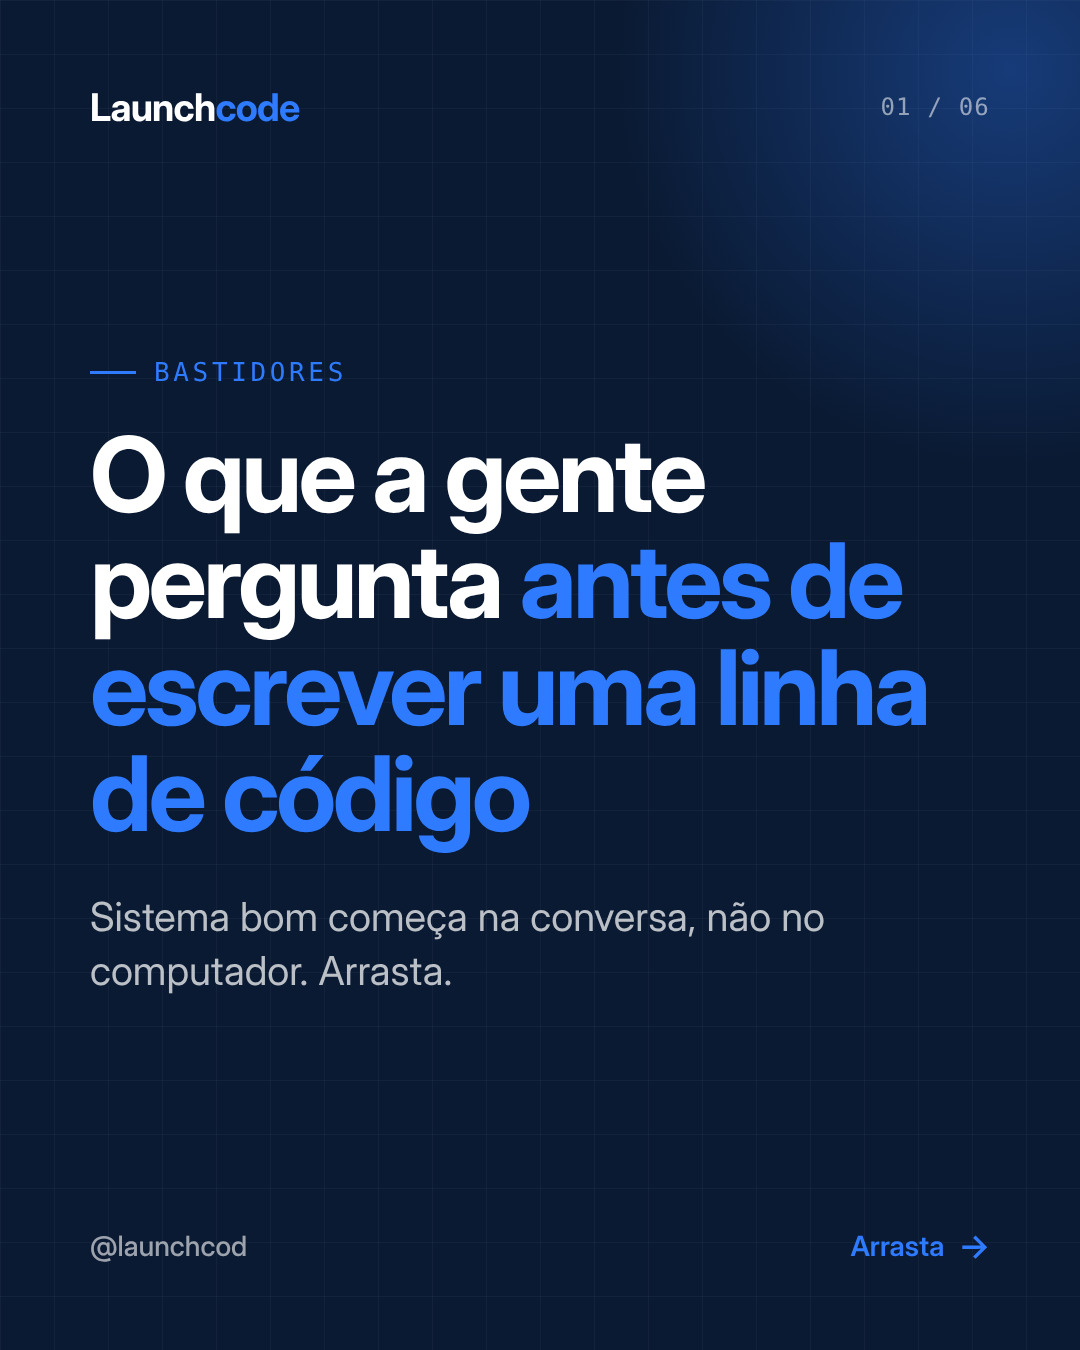 Launchcode
01 / 06
BASTIDORES
O que a gente
pergunta antes de
escrever uma linha
de código
Sistema bom começa na conversa, não no
computador. Arrasta.
@launchcod
Arrasta →